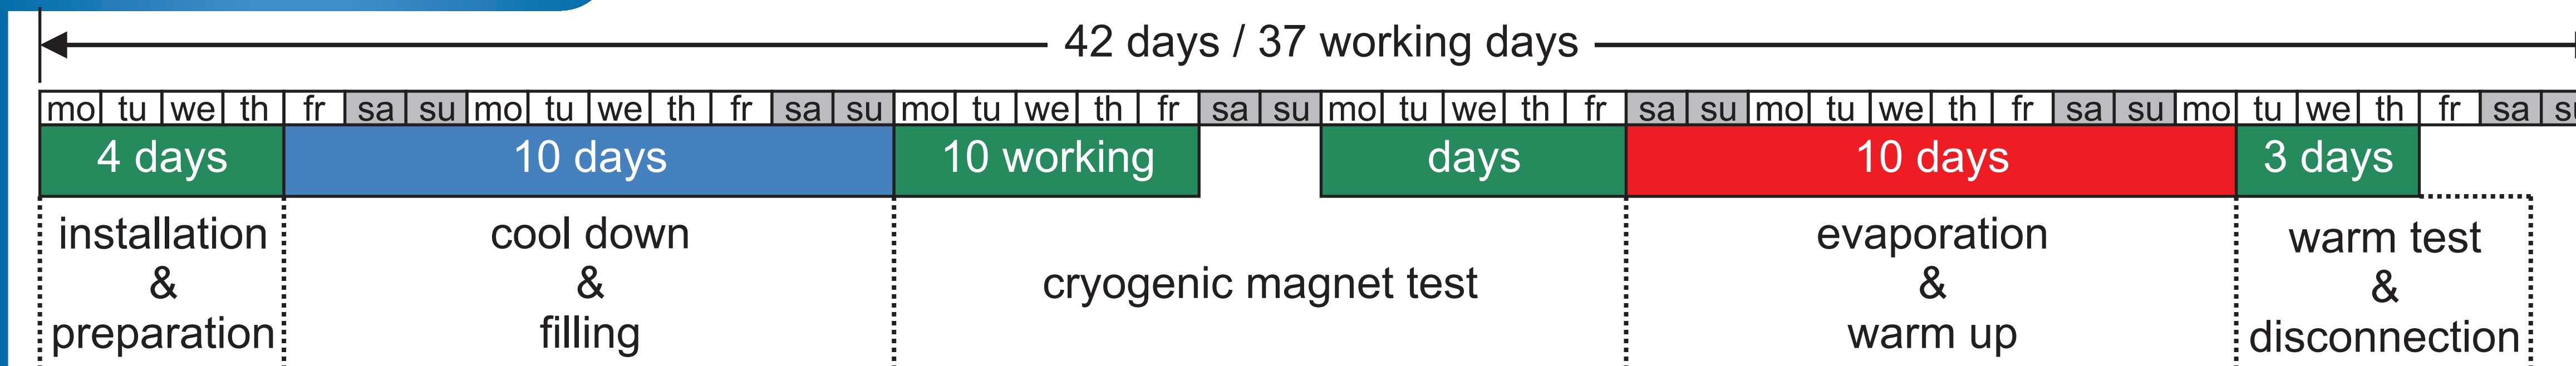 42 days / 37 working days
mo tu we th fr sa su mo tu we th fr sa su mo tu we th fr sa su mo tu we th fr sa su mo tu we th fr sa su mo tu we th fr sa
4 days 10 days 10 working days 10 days 3 days
installation
&
preparation
cool down
&
filling
cryogenic magnet test
evaporation
&
warm up
warm test
&
disconnection